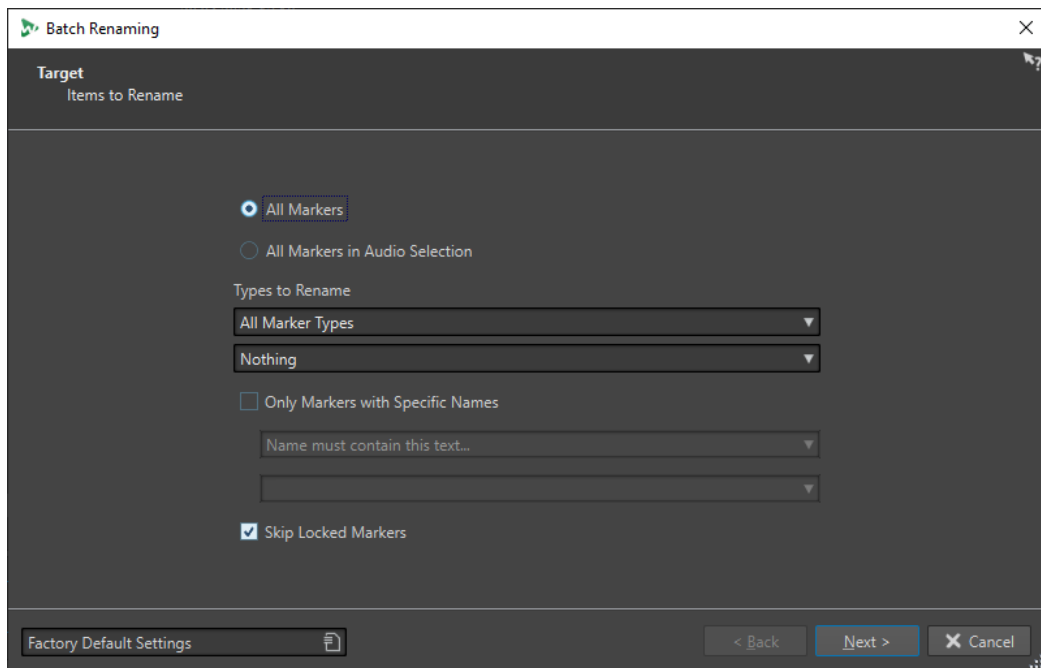 Batch Renaming
Target
Items to Rename
All Markers
All Markers in Audio Selection
Types to Rename
All Marker Types
Nothing
Only Markers with Specific Names
Name must contain this text...
Skip Locked Markers
Factory Default Settings
< Back
Next >
Cancel